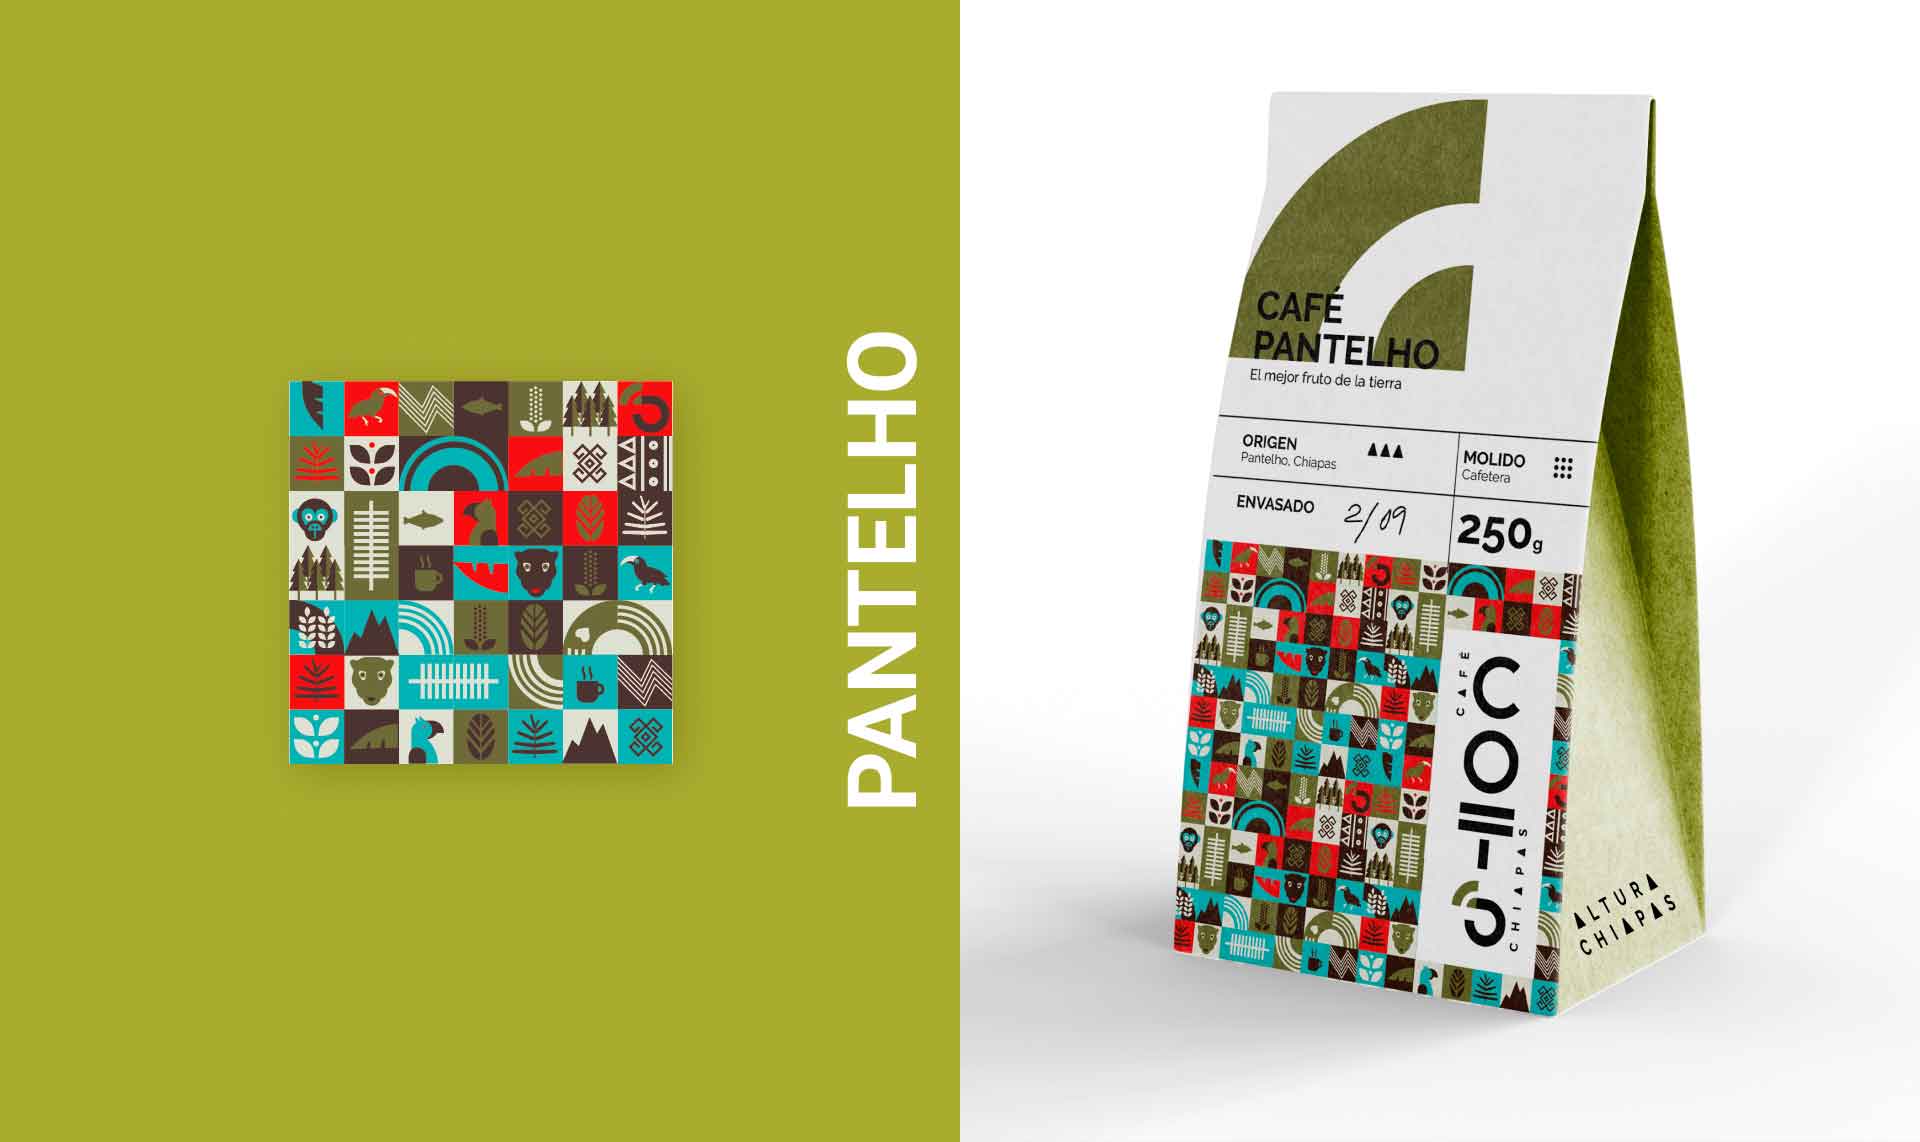 PANTELHO
CAFÉ
PANTELHO
El mejor fruto de la tierra
ORIGEN
Pantelho, Chiapas
MOLIDO
Cafetera
ENVASADO
2/09
250g
CAFÉ
CHIAPAS
ALTURA
CHIAPAS